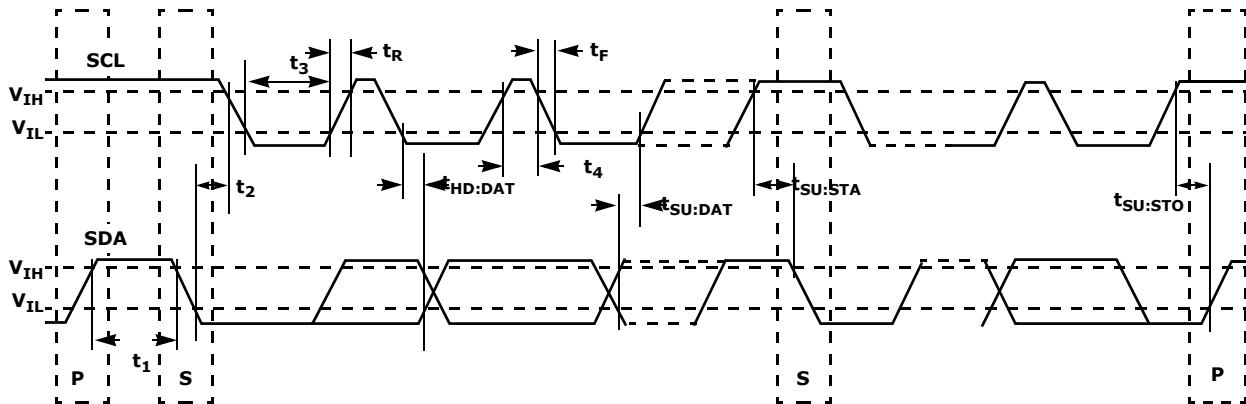 SCL
t3
tR
tF
VIH
VIL
t2
tHD:DAT
t4
tSU:DAT
tSU:STA
tSU:STO
SDA
VIH
VIL
t1
P
S
S
P